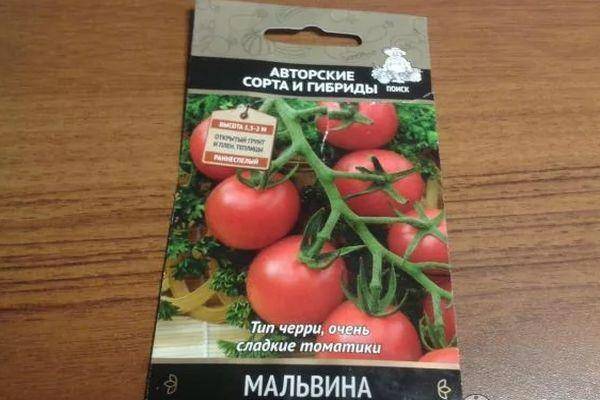 АВТОРСКИЕ
СОРТА И ГИБРИДЫ
ПОИСК
ВЫСОТА 1,5-2 М
ОТКРЫТЫЙ ГРУНТ
И ПЛЕН. ТЕПЛИЦЫ
РАННЕСПЕЛЫЙ
Тип черри, очень
сладкие томатики
МАЛЬВИНА